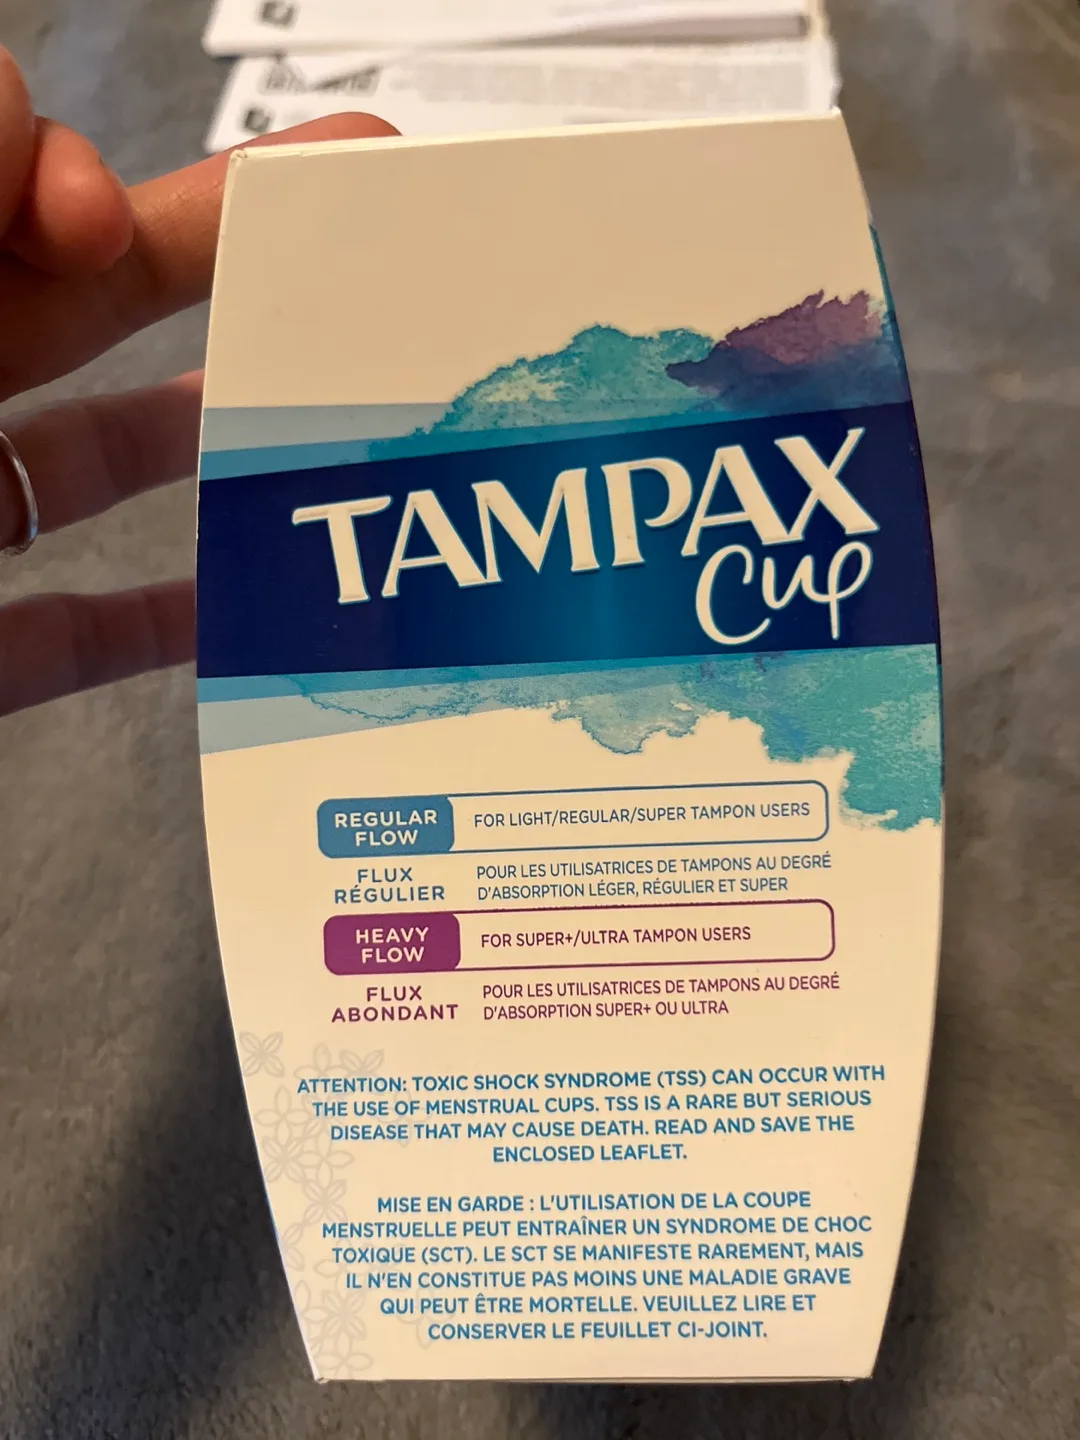 TAMPAX
Cup
REGULAR
FLOW
FOR LIGHT/REGULAR/SUPER TAMPON USERS
FLUX
RÉGULIER
POUR LES UTILISATRICES DE TAMPONS AU DEGRÉ
D'ABSORPTION LÉGER, RÉGULIER ET SUPER
HEAVY
FLOW
FOR SUPER+/ULTRA TAMPON USERS
FLUX
ABONDANT
POUR LES UTILISATRICES DE TAMPONS AU DEGRÉ
D'ABSORPTION SUPER+ OU ULTRA
ATTENTION: TOXIC SHOCK SYNDROME (TSS) CAN OCCUR WITH
THE USE OF MENSTRUAL CUPS. TSS IS A RARE BUT SERIOUS
DISEASE THAT MAY CAUSE DEATH. READ AND SAVE THE
ENCLOSED LEAFLET.
MISE EN GARDE : L'UTILISATION DE LA COUPE
MENSTRUELLE PEUT ENTRAÎNER UN SYNDROME DE CHOC
TOXIQUE (SCT). LE SCT SE MANIFESTE RAREMENT, MAIS
IL N'EN CONSTITUE PAS MOINS UNE MALADIE GRAVE
QUI PEUT ÊTRE MORTELLE. VEUILLEZ LIRE ET
CONSERVER LE FEUILLET CI-JOINT.